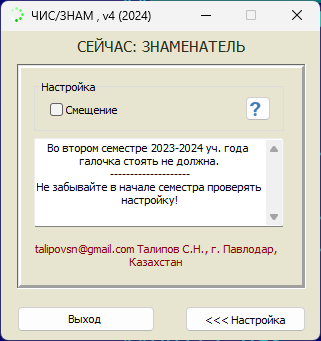 ЧИС/ЗНАМ , v4 (2024)
СЕЙЧАС: ЗНАМЕНАТЕЛЬ
Настройка
Смещение
?
Во втором семестре 2023-2024 уч. года
галочка стоять не должна.
--------------------
Не забывайте в начале семестра проверять
настройку!
talipovsn@gmail.com Талипов С.Н., г. Павлодар,
Казахстан
Выход
<<< Настройка